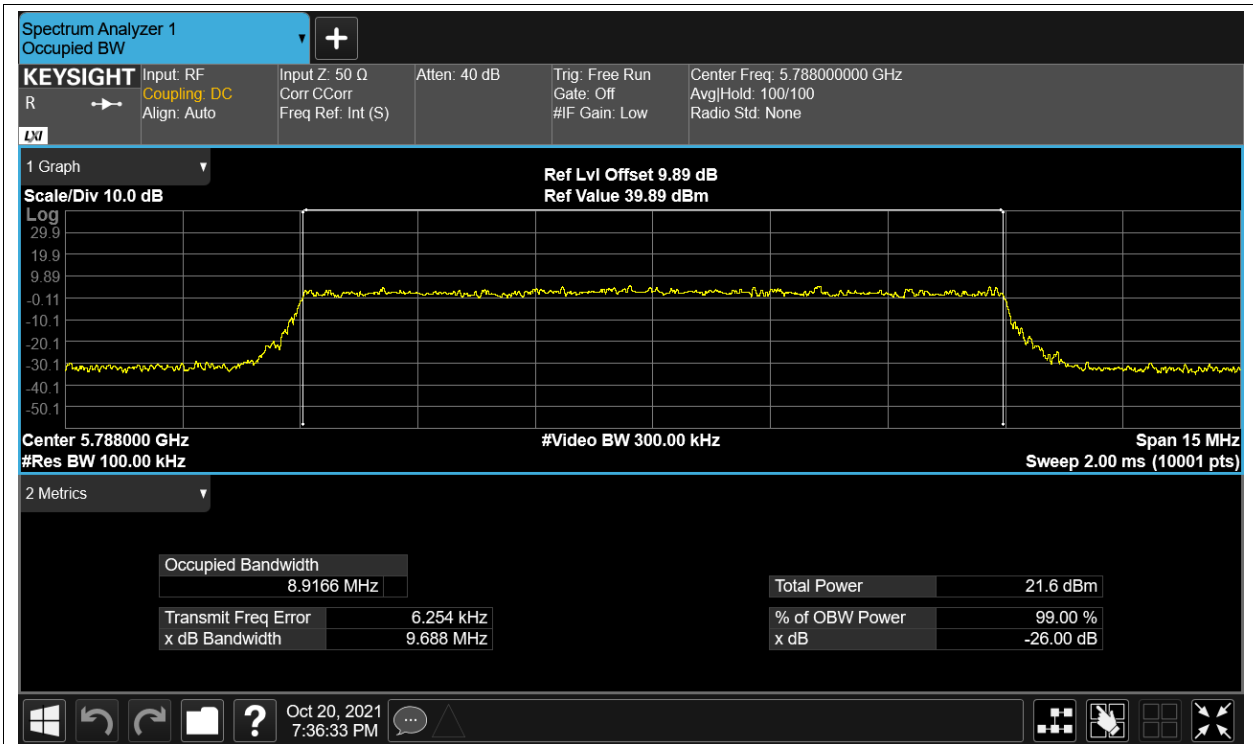 Spectrum Analyzer 1
Occupied BW
KEYSIGHT Input: RF Input Z: 50 Ω Atten: 40 dB Trig: Free Run Center Freq: 5.788000000 GHz
R Coupling: DC Corr CCorr Gate: Off Avg|Hold: 100/100
Align: Auto Freq Ref: Int (S) #IF Gain: Low Radio Std: None
LXI
1 Graph
Ref Lvl Offset 9.89 dB
Scale/Div 10.0 dB Ref Value 39.89 dBm
Log
29.9
19.9
9.89
-0.11
-10.1
-20.1
-30.1
-40.1
-50.1
Center 5.788000 GHz #Video BW 300.00 kHz Span 15 MHz
#Res BW 100.00 kHz Sweep 2.00 ms (10001 pts)
2 Metrics
Occupied Bandwidth
8.9166 MHz Total Power 21.6 dBm
Transmit Freq Error 6.254 kHz % of OBW Power 99.00 %
x dB Bandwidth 9.688 MHz x dB -26.00 dB
? Oct 20, 2021
7:36:33 PM